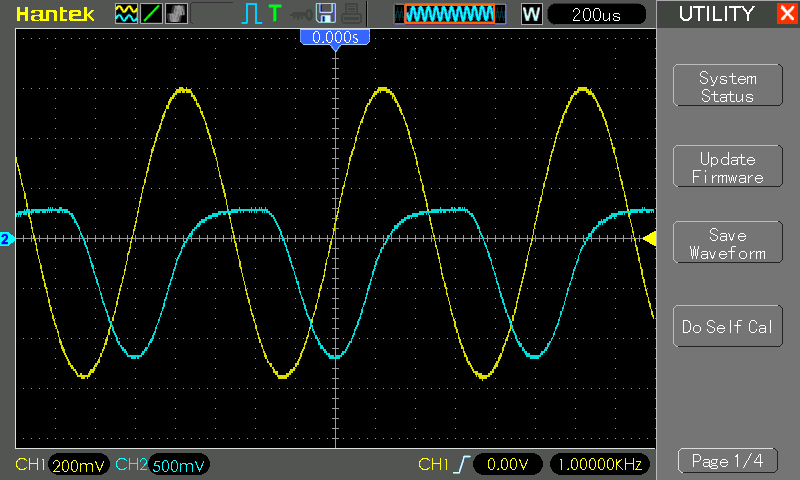 Hantek
T
W
200us
UTILITY
X
0.000s
System
Status
Update
Firmware
Save
Waveform
Do Self Cal
2
CH1 200mV CH2 500mV CH1 0.00V 1.00000KHz
Page 1/4